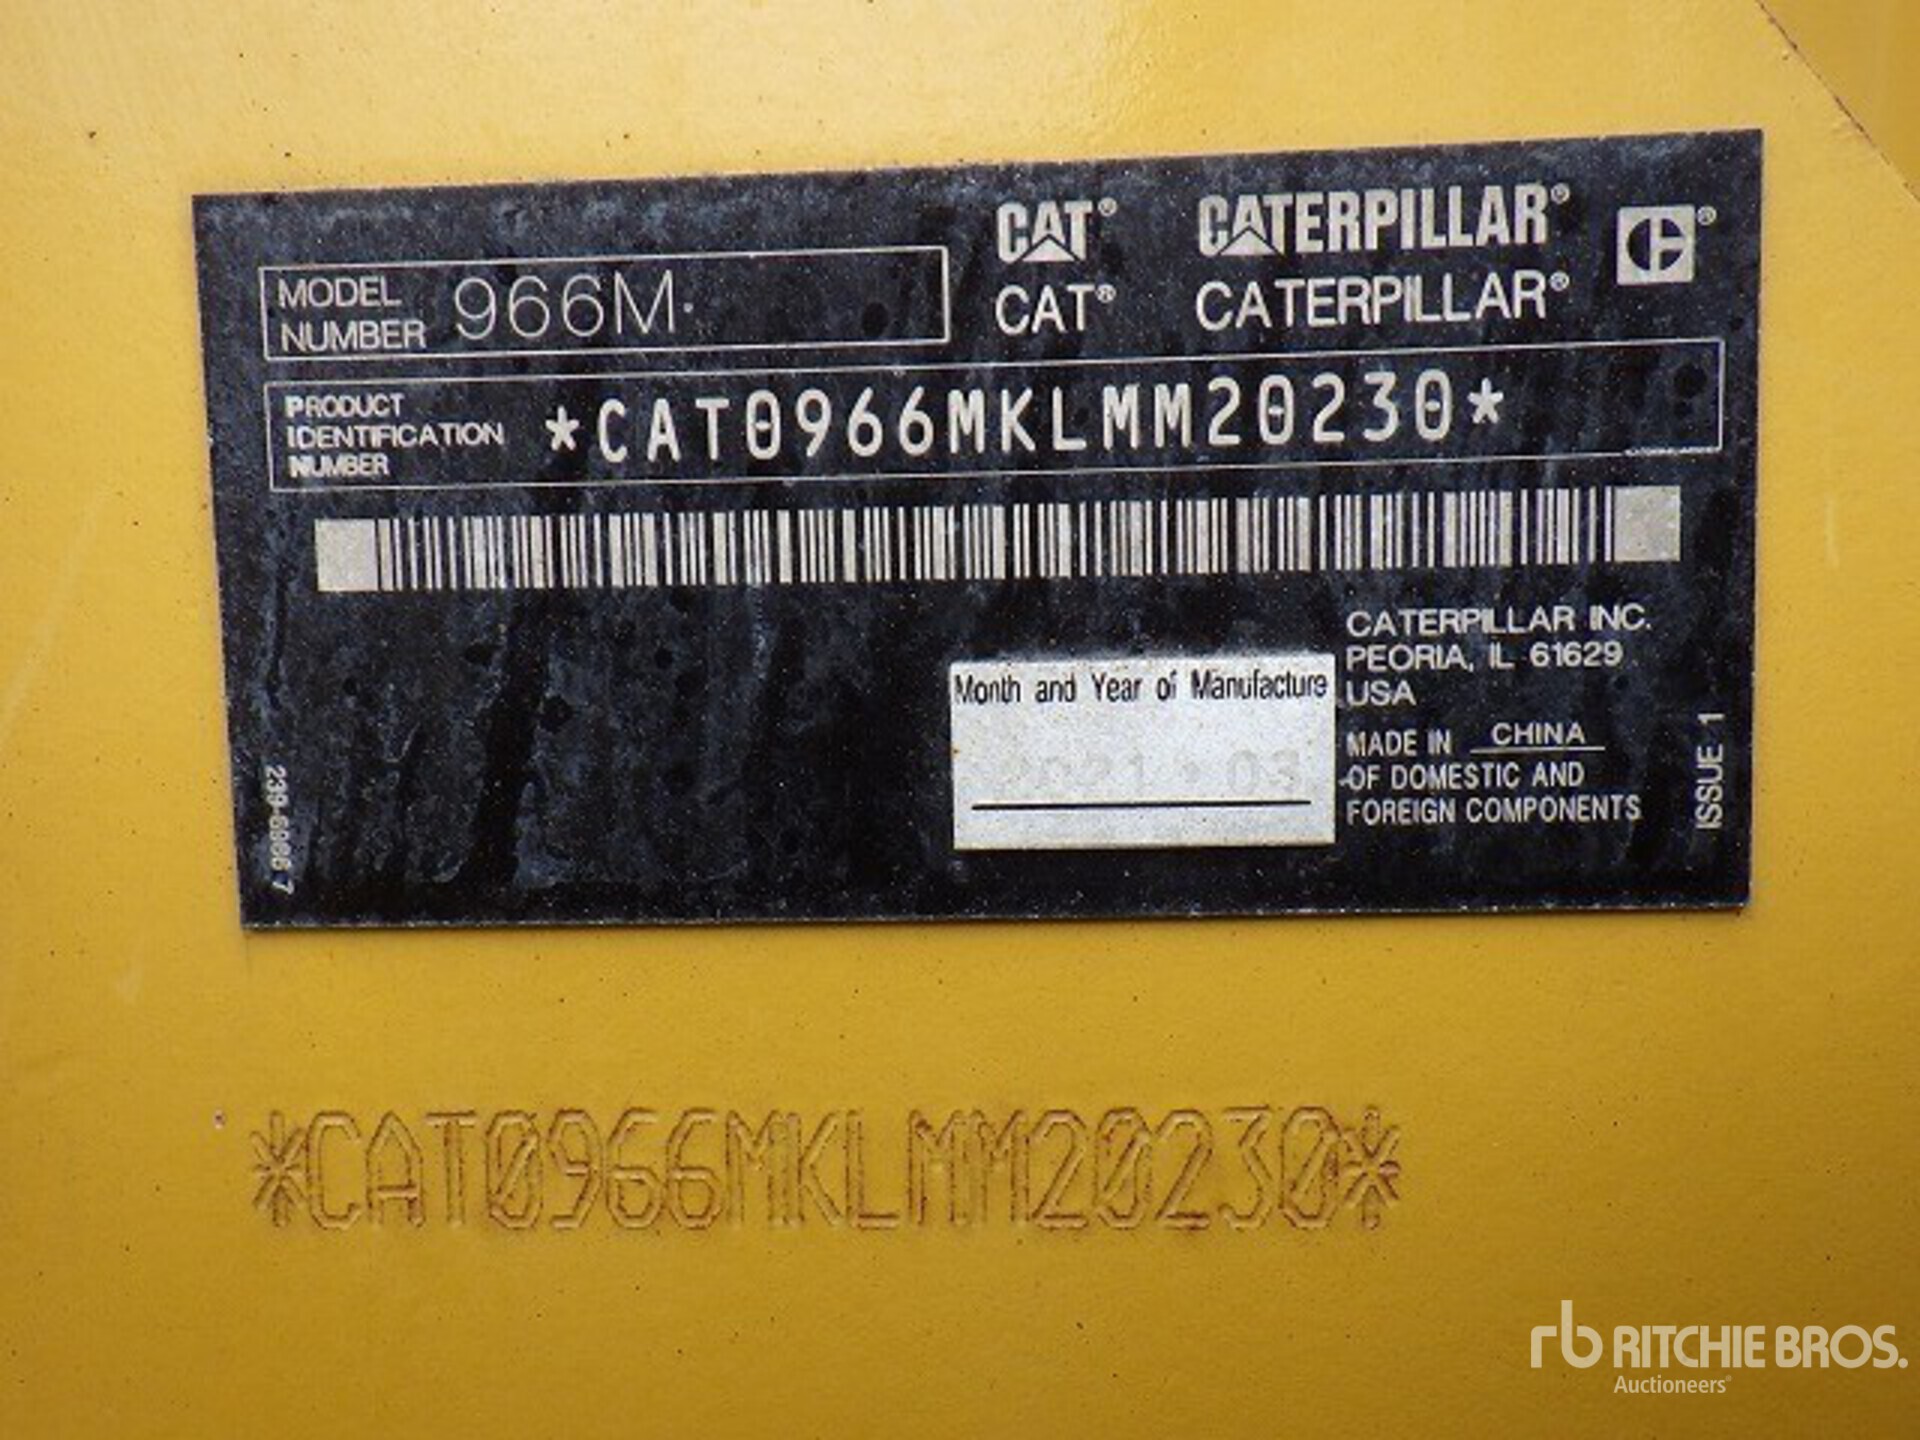 CAT® CATERPILLAR®
CAT® CATERPILLAR®
MODEL NUMBER 966M
PRODUCT IDENTIFICATION NUMBER *CAT0966MKLMM20230*
Month and Year of Manufacture
CATERPILLAR INC.
PEORIA, IL 61629
USA
MADE IN CHINA
OF DOMESTIC AND
FOREIGN COMPONENTS
ISSUE 1
*CAT0966MKLMM20230*
rb RITCHIE BROS.
Auctioneers